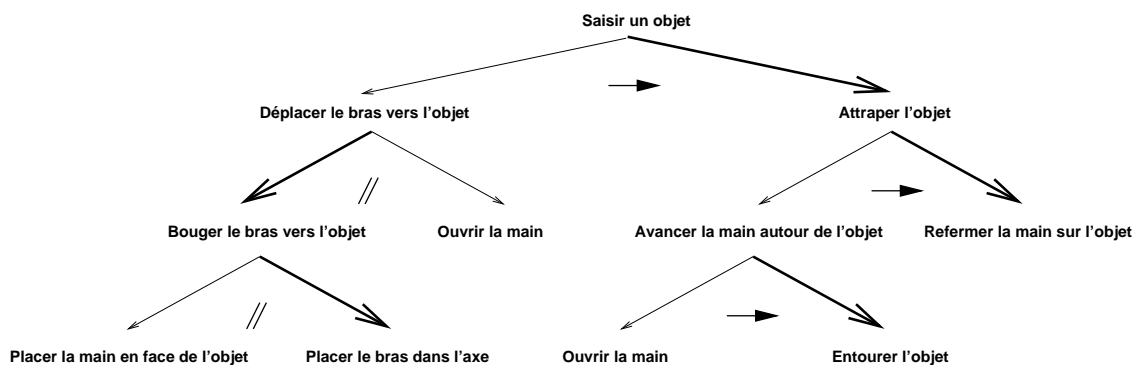 Saisir un objet
Déplacer le bras vers l'objet
Attraper l'objet
Bouger le bras vers l'objet
Ouvrir la main
Avancer la main autour de l'objet
Refermer la main sur l'objet
Placer la main en face de l'objet
Placer le bras dans l'axe
Ouvrir la main
Entourer l'objet